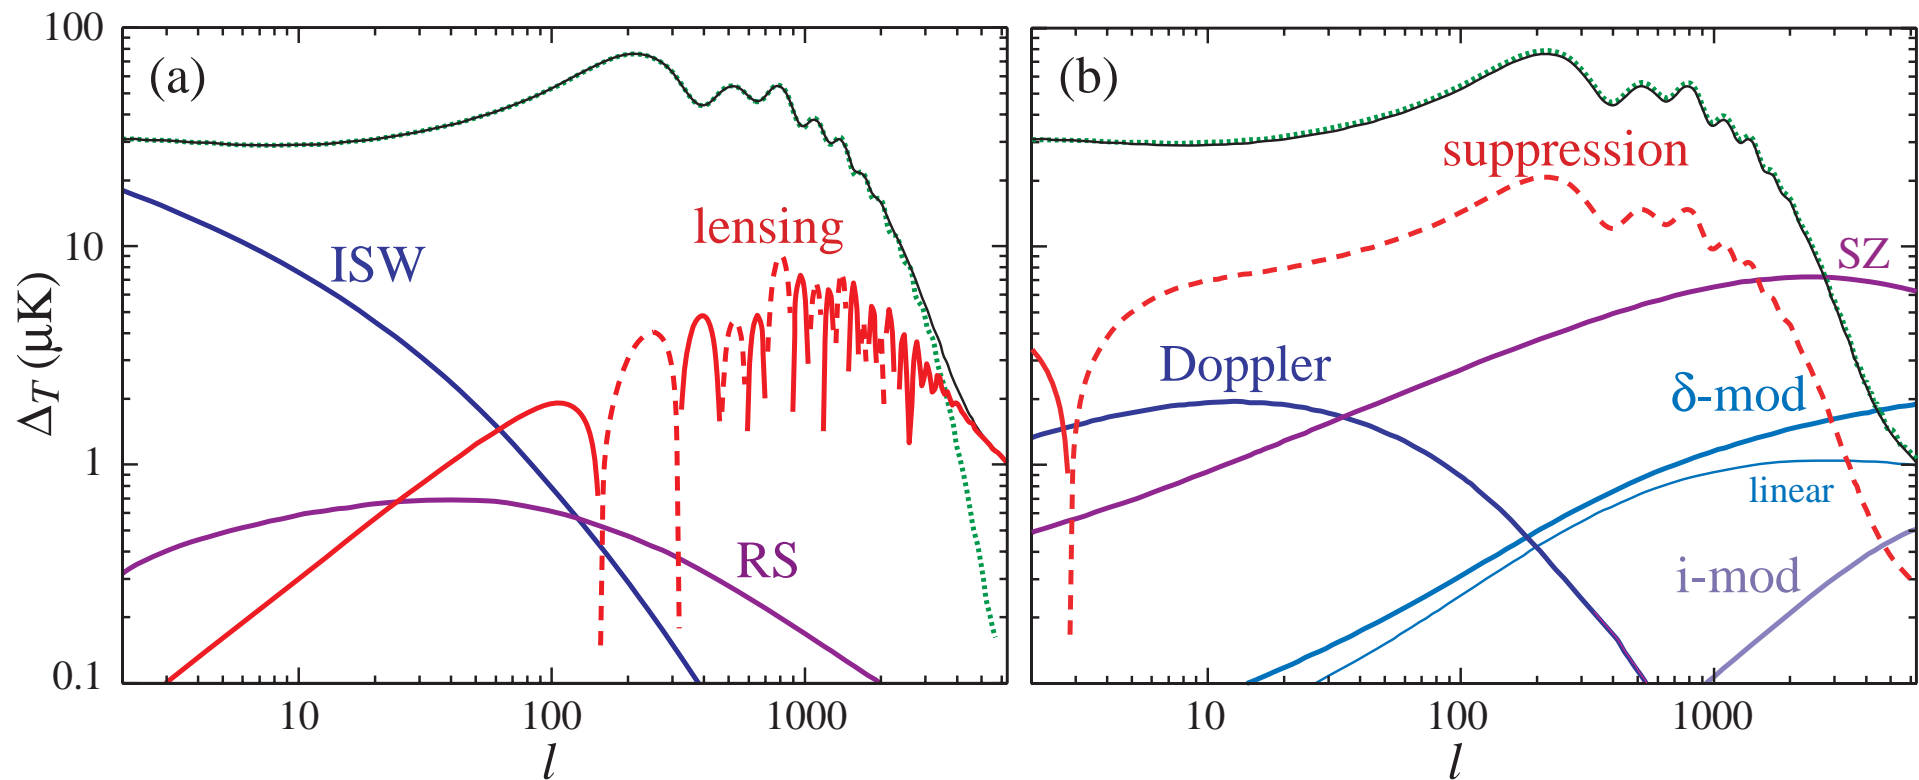 100
10
1
0.1
Δ_T (μK)
(a)
ISW
lensing
RS
10 100 1000
l
(b)
suppression
SZ
Doppler
δ-mod
linear
i-mod
10 100 1000
l